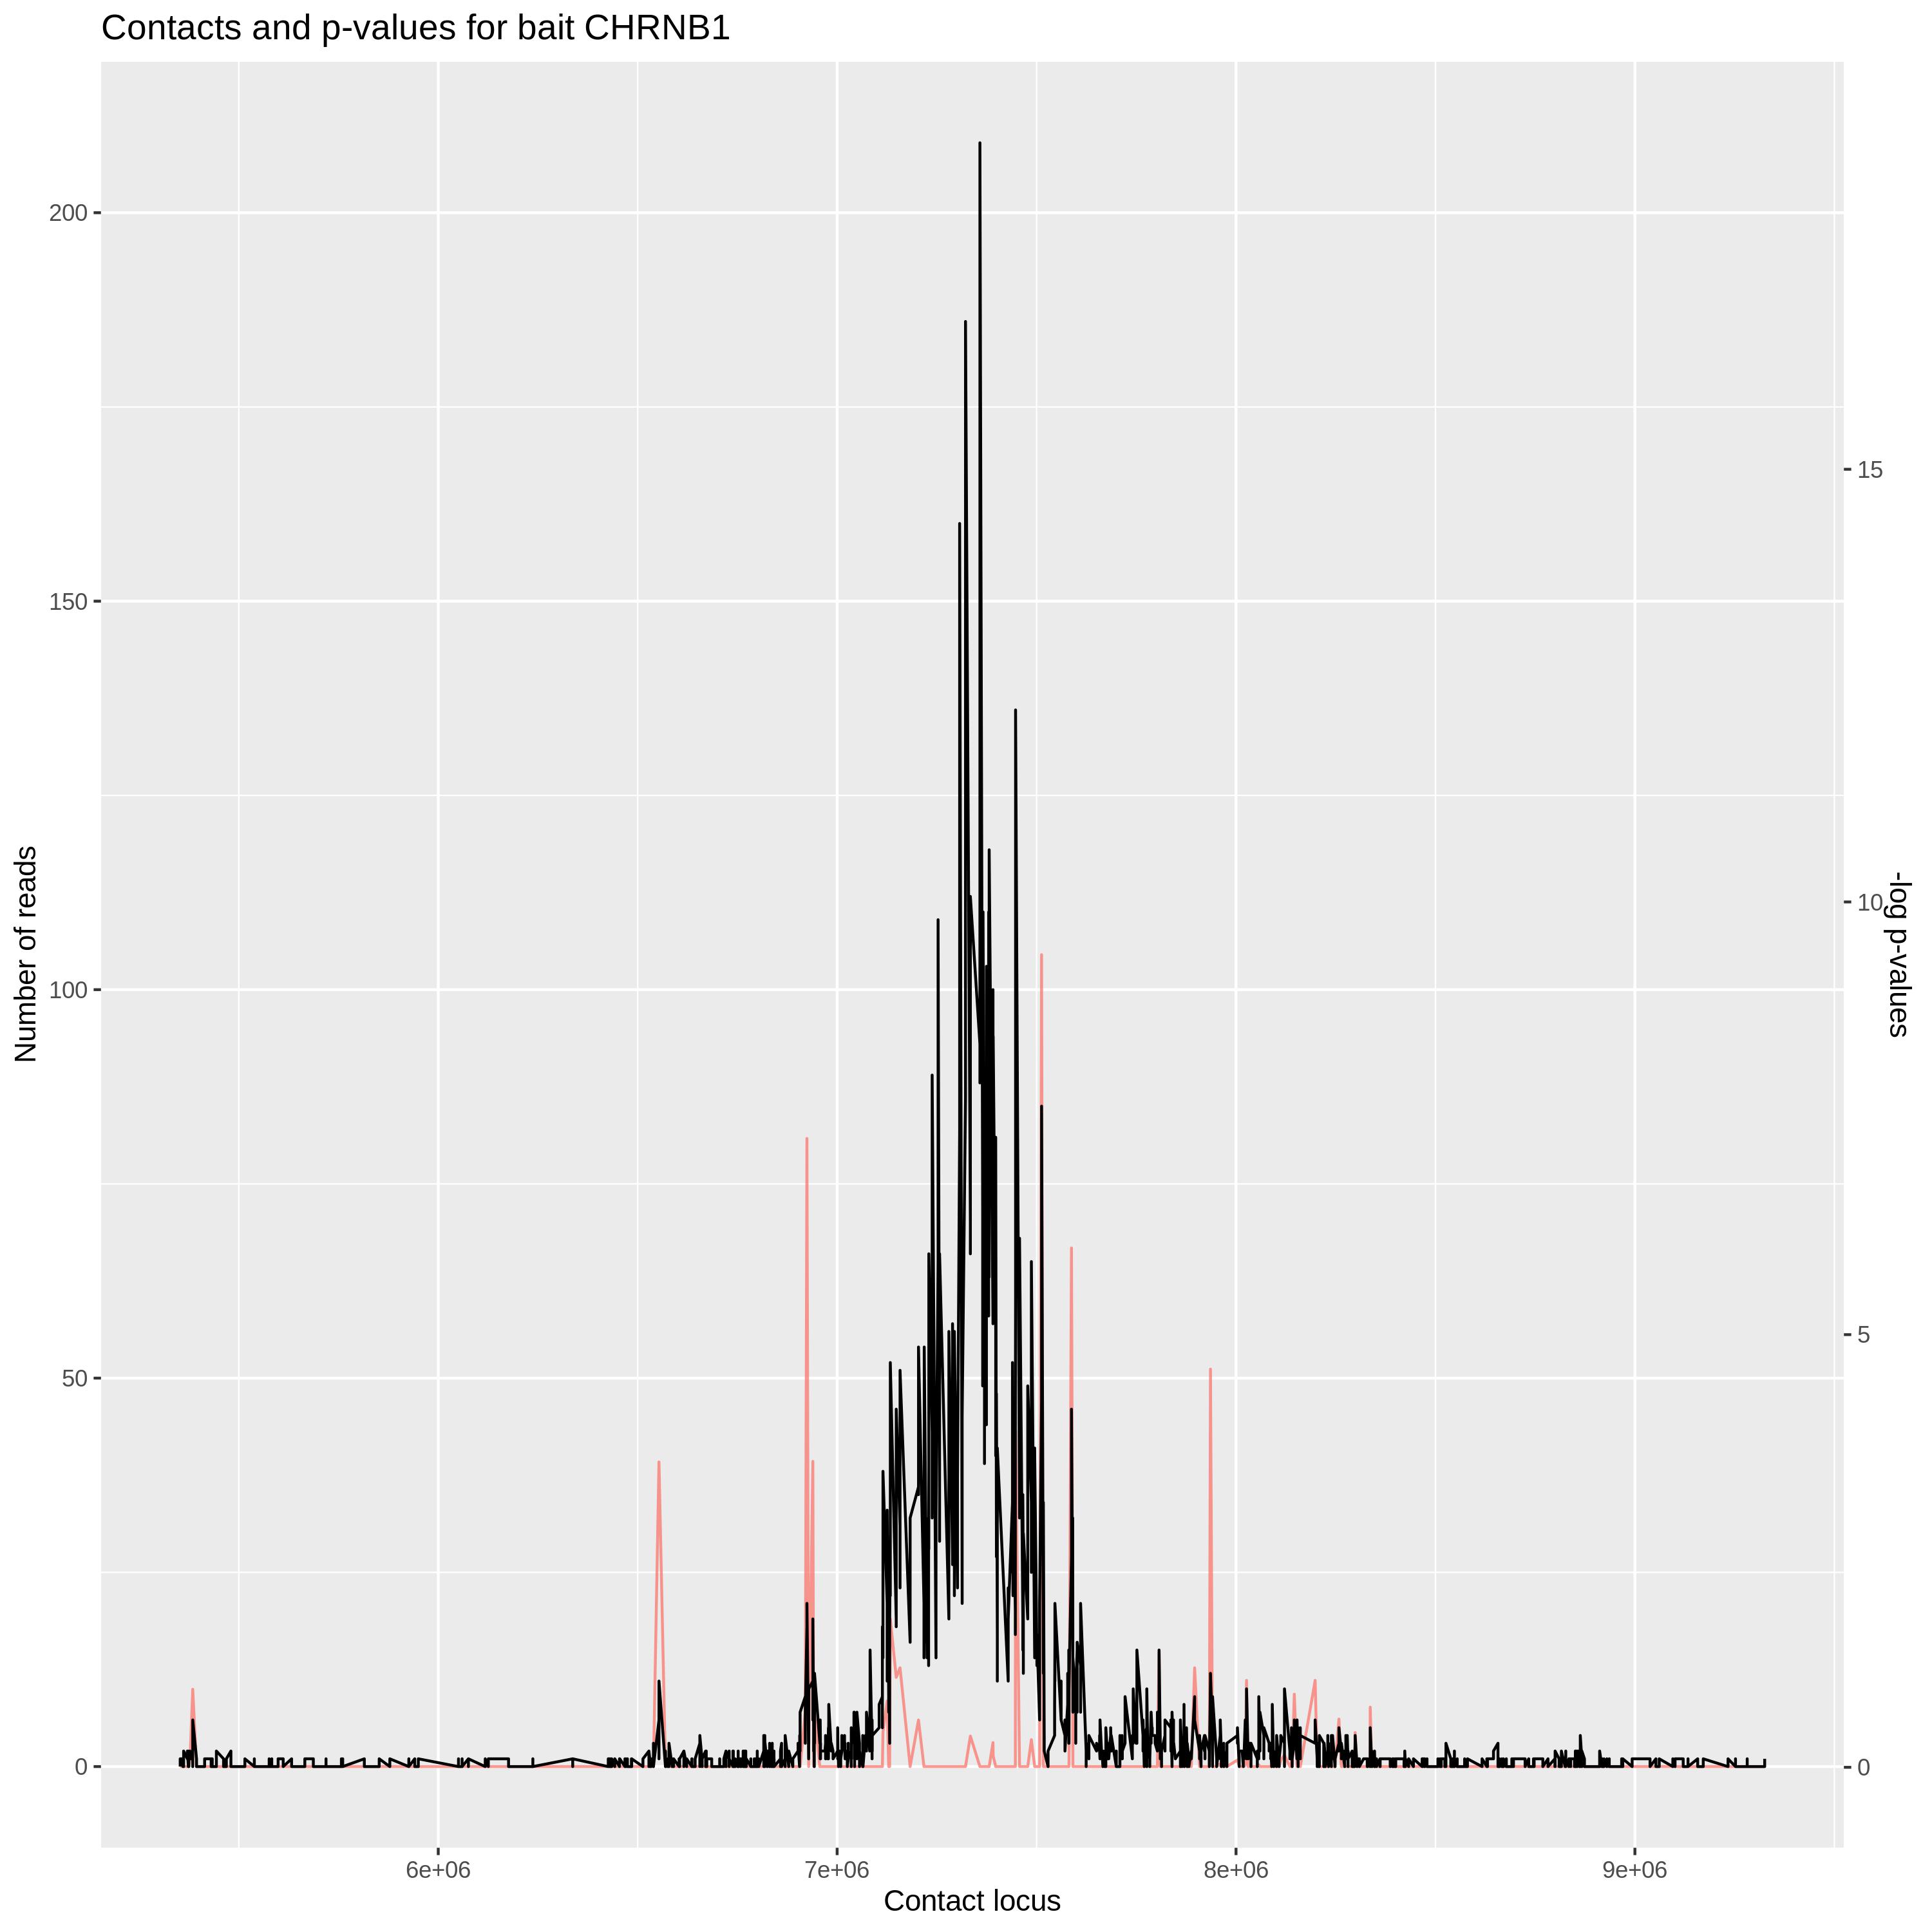 Contacts and p-values for bait CHRNB1
200
150
100
50
0
Number of reads
15
10
5
0
-log p-values
6e+06
7e+06
8e+06
9e+06
Contact locus